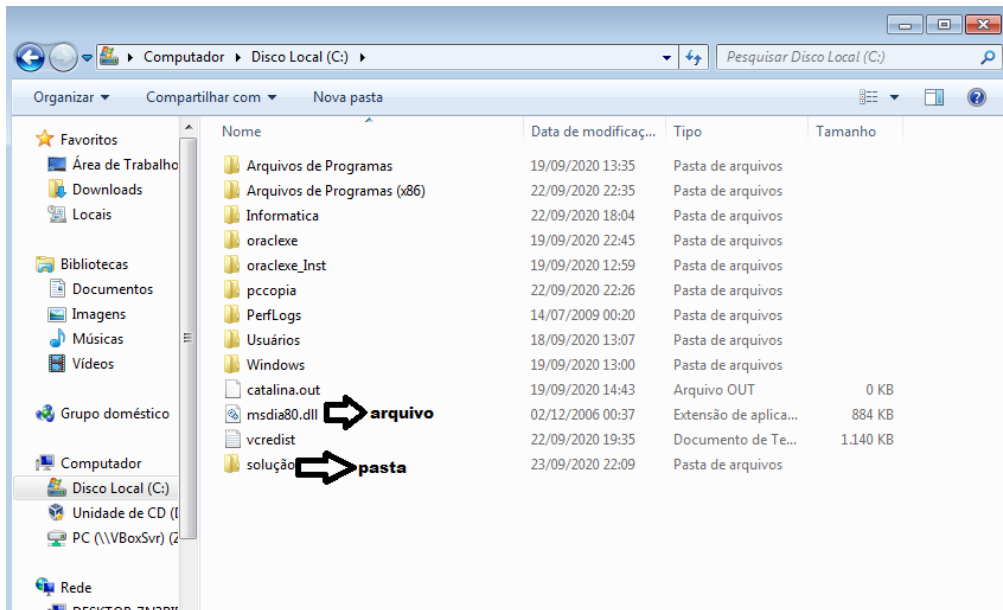 Computador ▸ Disco Local (C:) ▸
Pesquisar Disco Local (C:)
Organizar Compartilhar com Nova pasta
Favoritos
Área de Trabalho
Downloads
Locais
Bibliotecas
Documentos
Imagens
Músicas
Vídeos
Grupo doméstico
Computador
Disco Local (C:)
Unidade de CD (
PC (\\VBoxSvr) (Z
Rede
Nome Data de modificaç... Tipo Tamanho
Arquivos de Programas 19/09/2020 13:35 Pasta de arquivos
Arquivos de Programas (x86) 22/09/2020 22:35 Pasta de arquivos
Informatica 22/09/2020 18:04 Pasta de arquivos
oraclexe 19/09/2020 22:45 Pasta de arquivos
oraclexe_Inst 19/09/2020 12:59 Pasta de arquivos
pccopia 22/09/2020 22:26 Pasta de arquivos
PerfLogs 14/07/2009 00:20 Pasta de arquivos
Usuários 18/09/2020 13:07 Pasta de arquivos
Windows 19/09/2020 13:00 Pasta de arquivos
catalina.out 19/09/2020 14:43 Arquivo OUT 0 KB
msdia80.dll arquivo 02/12/2006 00:37 Extensão de aplica... 884 KB
vcredist 22/09/2020 19:35 Documento de Te... 1.140 KB
solução pasta 23/09/2020 22:09 Pasta de arquivos